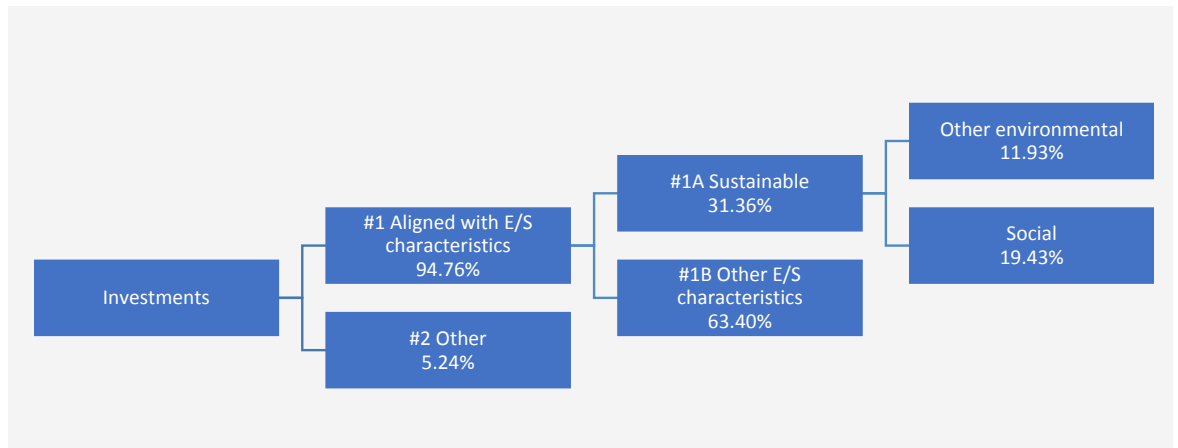 Investments
#1 Aligned with E/S
characteristics
94.76%
#2 Other
5.24%
#1A Sustainable
31.36%
#1B Other E/S
characteristics
63.40%
Other environmental
11.93%
Social
19.43%